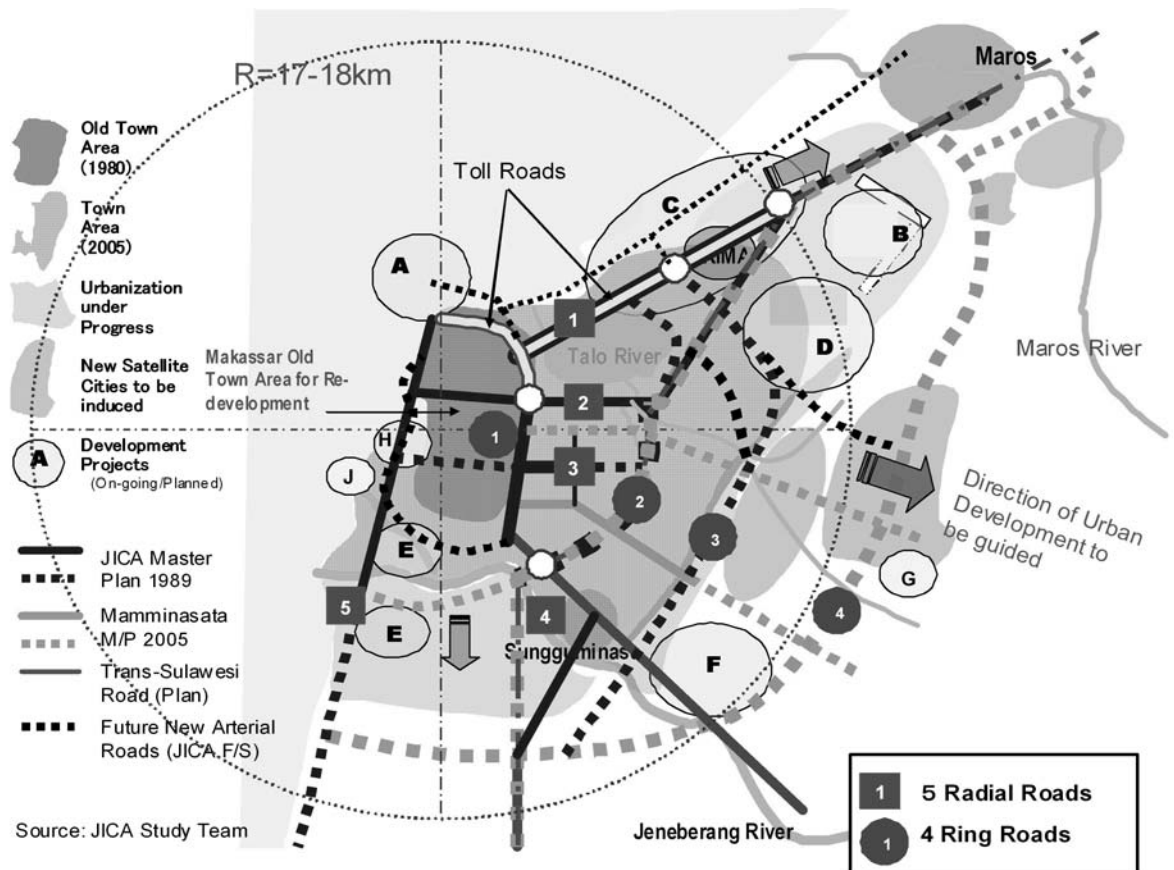 R=17-18km
Maros
Old Town
Area
(1980)
Town
Area
(2005)
Urbanization
under
Progress
New Satellite
Cities to be
induced
A
Development
Projects
(On-going/Planned)
JICA Master
Plan 1989
Mamminasata
M/P 2005
Trans-Sulawesi
Road (Plan)
Future New Arterial
Roads (JICA F/S)
Source: JICA Study Team
Toll Roads
C
B
A
D
1
Talo River
Maros River
Makassar Old
Town Area for Re-
development
2
1
H
J
3
2
3
E
Direction of Urban
Development to
be guided
G
5
4
4
E
Sungguminas
F
Jeneberang River
1
5 Radial Roads
1
4 Ring Roads